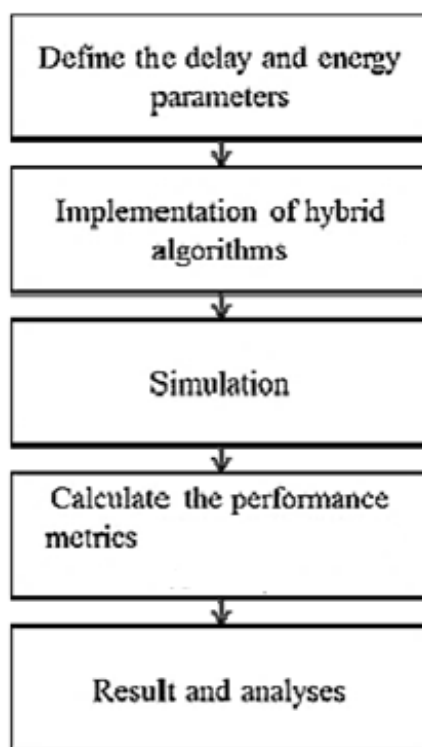 Define the delay and energy
parameters
Implementation of hybrid
algorithms
Simulation
Calculate the performance
metrics
Result and analyses